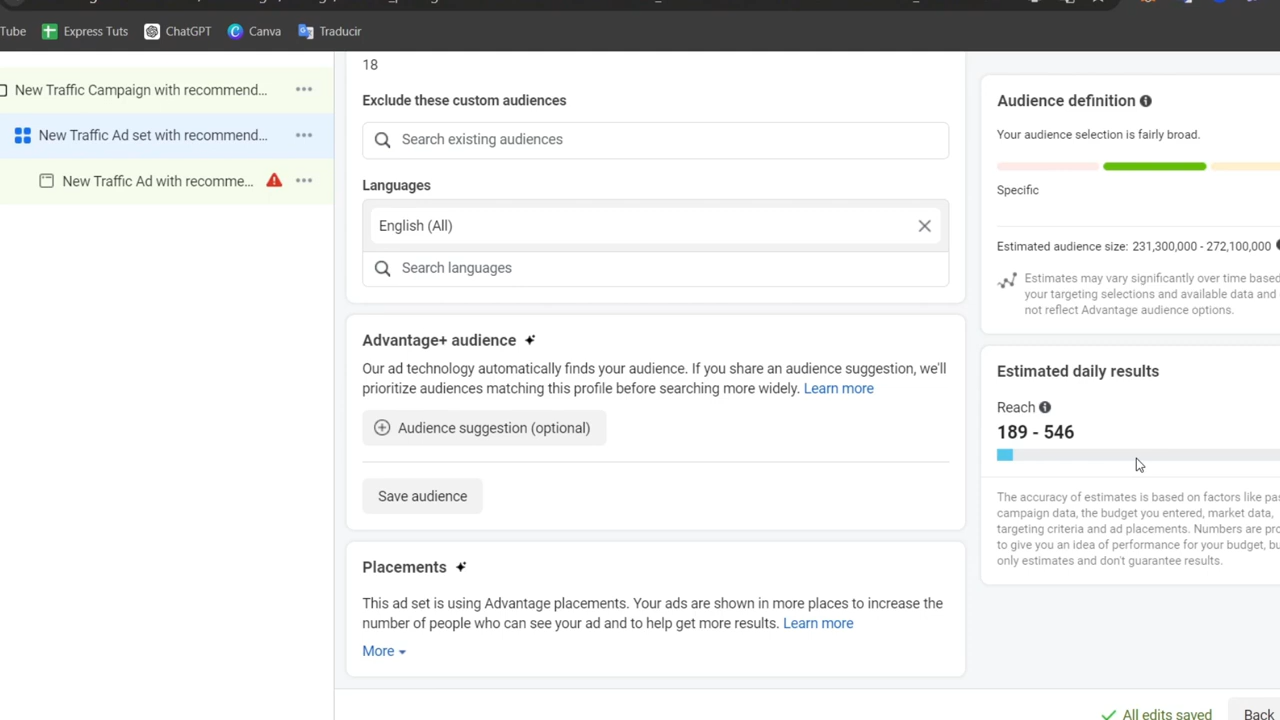 Tube Express Tuts ChatGPT Canva Traducir
New Traffic Campaign with recommend...
New Traffic Ad set with recommend...
New Traffic Ad with recomme...
18
Exclude these custom audiences
Search existing audiences
Languages
English (All)
Search languages
Advantage+ audience
Our ad technology automatically finds your audience. If you share an audience suggestion, we'll
prioritize audiences matching this profile before searching more widely. Learn more
Audience suggestion (optional)
Save audience
Placements
This ad set is using Advantage placements. Your ads are shown in more places to increase the
number of people who can see your ad and to help get more results. Learn more
More
Audience definition
Your audience selection is fairly broad.
Specific
Estimated audience size: 231,300,000 - 272,100,000
Estimates may vary significantly over time based
your targeting selections and available data and
not reflect Advantage audience options.
Estimated daily results
Reach
189 - 546
The accuracy of estimates is based on factors like pas
campaign data, the budget you entered, market data,
targeting criteria and ad placements. Numbers are pro
to give you an idea of performance for your budget, bu
only estimates and don't guarantee results.
All edits saved
Back